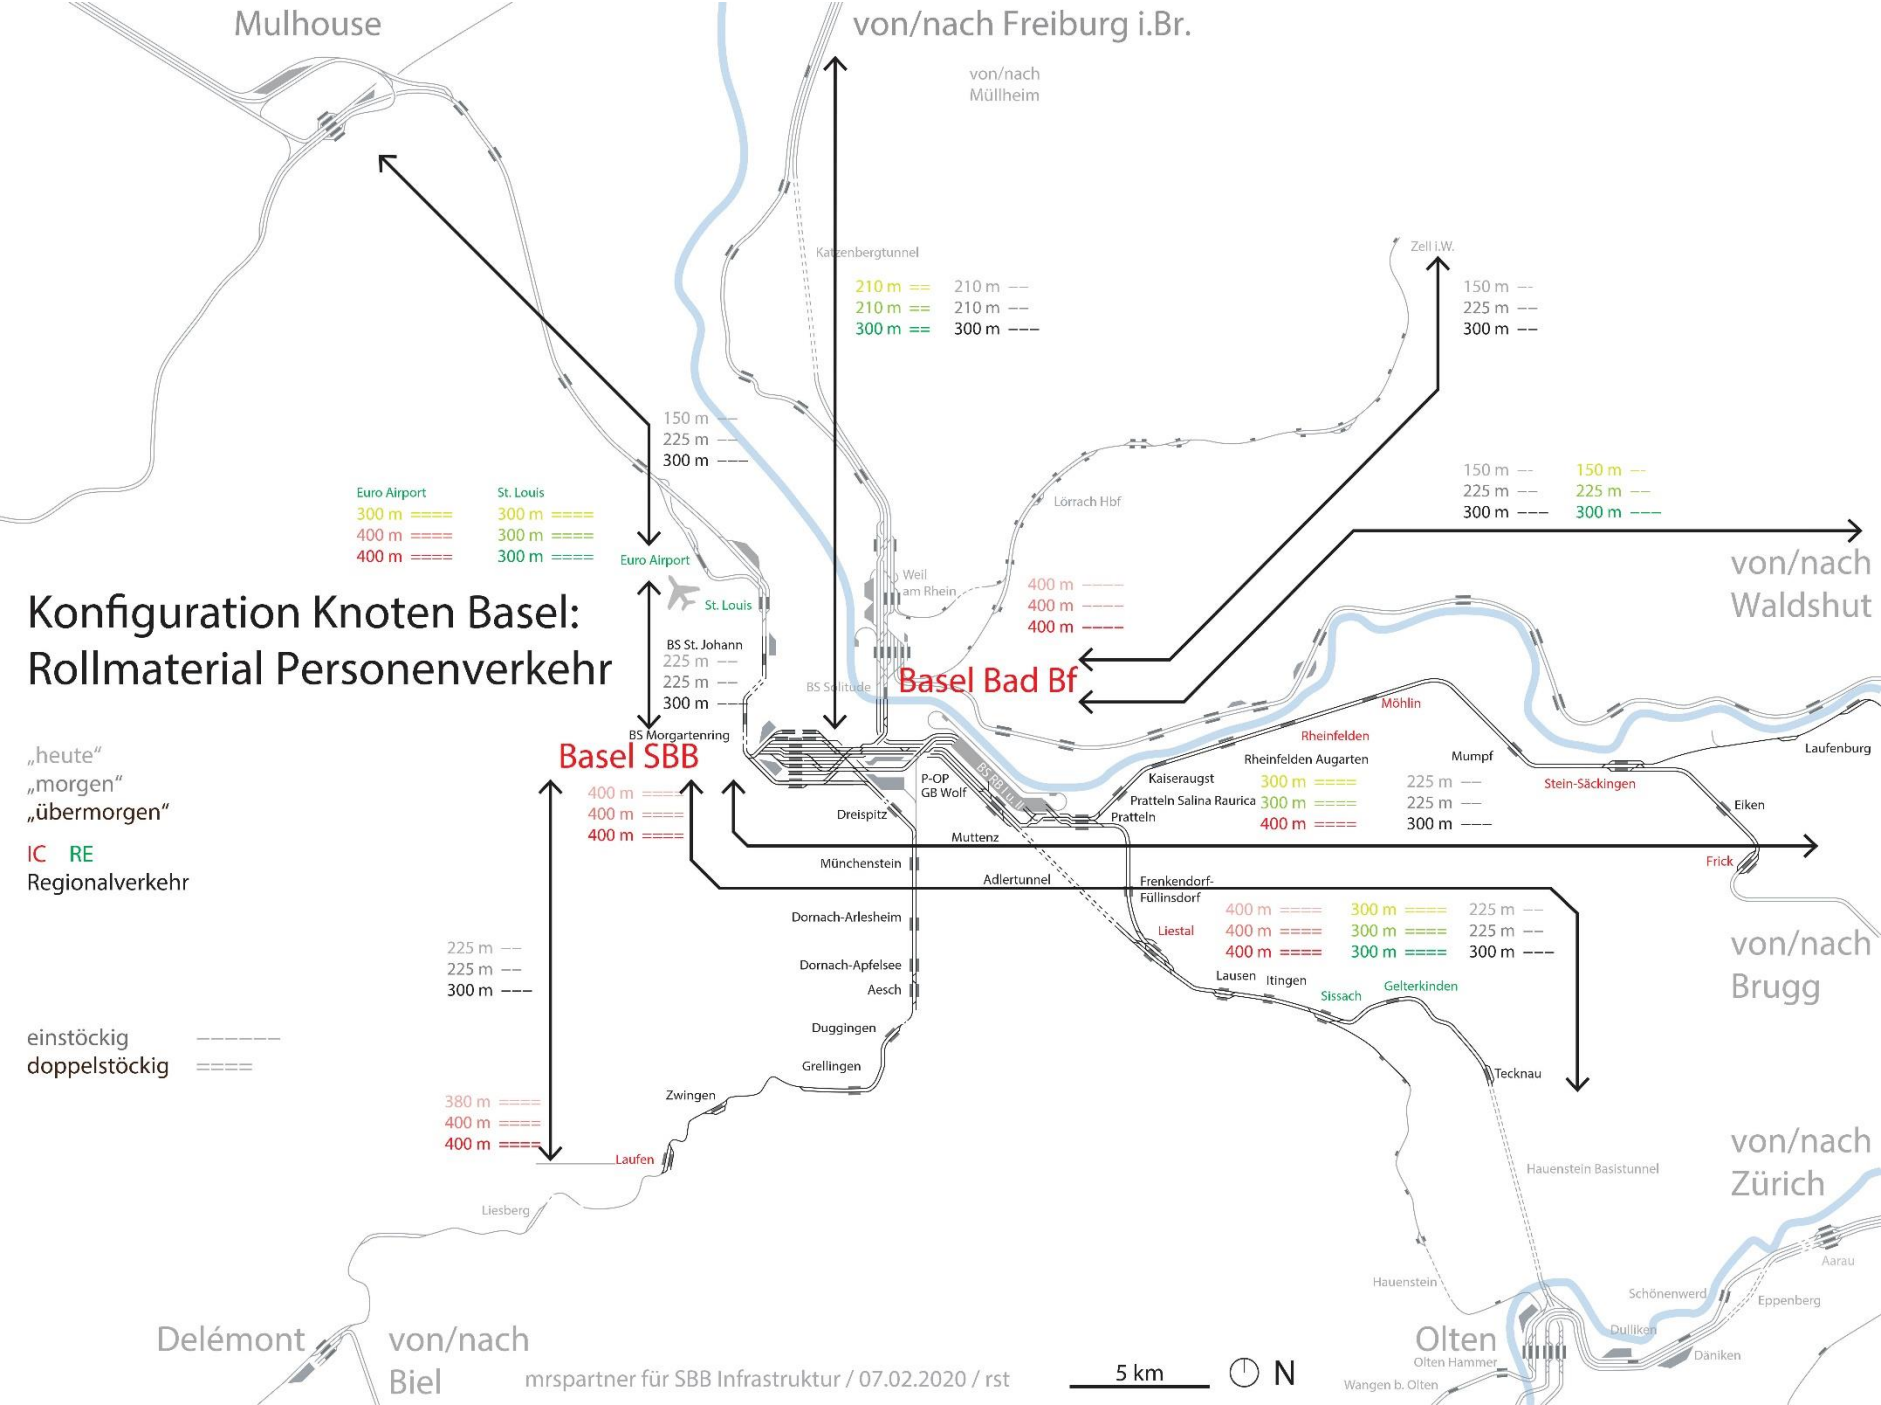 Mulhouse
von/nach Freiburg i.Br.
von/nach
Müllheim
Katzenbergtunnel
Zell i.W.
210 m
210 m
210 m
210 m
300 m
300 m
150 m
225 m
300 m
150 m
225 m
300 m
Euro Airport
300 m
400 m
400 m
St. Louis
300 m
300 m
300 m
Lörrach Hbf
150 m
225 m
300 m
150 m
225 m
300 m
Euro Airport
St. Louis
von/nach
Waldshut
Weil
am Rhein
400 m
400 m
400 m
Konfiguration Knoten Basel:
Rollmaterial Personenverkehr
BS St. Johann
225 m
225 m
300 m
BS Solitude
Basel Bad Bf
BS Morgartenring
Basel SBB
400 m
400 m
400 m
„heute“
„morgen“
„übermorgen“
IC RE
Regionalverkehr
Möhlin
Rheinfelden
Rheinfelden Augarten
Mumpf
Laufenburg
Stein-Säckingen
BS RB I u. II
P-OP
GB Wolf
Kaiseraugst
Pratteln Salina Raurica
Pratteln
300 m
300 m
400 m
225 m
225 m
300 m
Eiken
Frick
Dreispitz
Muttenz
Münchenstein
Adlertunnel
Frenkendorf-
Füllinsdorf
Dornach-Arlesheim
Liestal
400 m
400 m
400 m
300 m
300 m
300 m
225 m
225 m
300 m
von/nach
Brugg
225 m
225 m
300 m
Dornach-Apfelsee
Aesch
Lausen
Itingen
Sissach
Gelterkinden
Duggingen
einstöckig
doppelstöckig
Grellingen
Tecknau
Zwingen
380 m
400 m
400 m
Laufen
von/nach
Zürich
Hauenstein Basistunnel
Liesberg
Aarau
Hauenstein
Schönenwerd
Eppenberg
Delémont
von/nach
Biel
Olten
Dulliken
Däniken
Olten Hammer
Wangen b. Olten
mrspartner für SBB Infrastruktur / 07.02.2020 / rst
5 km
N